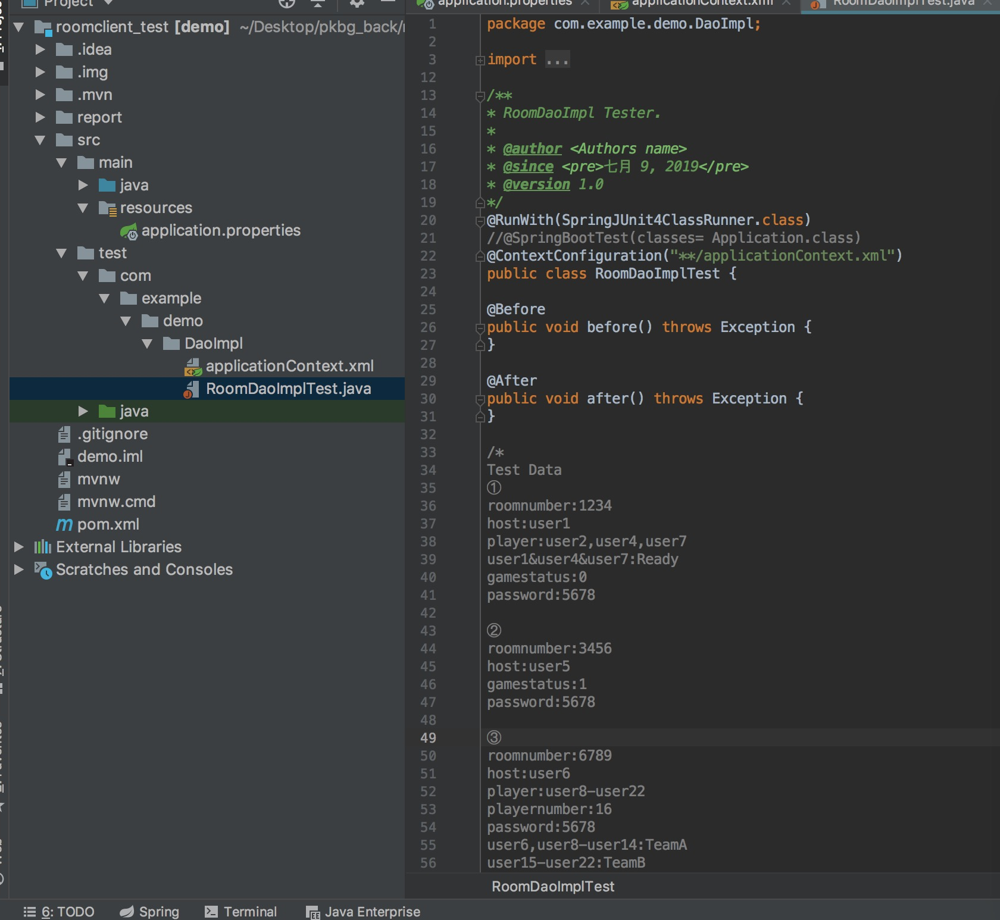 Project
roomclient_test [demo] ~/Desktop/pkbg_back/
.idea
.img
.mvn
report
src
main
java
resources
application.properties
test
com
example
demo
DaoImpl
applicationContext.xml
RoomDaoImplTest.java
java
.gitignore
demo.iml
mvnw
mvnw.cmd
pom.xml
External Libraries
Scratches and Consoles
application.properties
applicationContext.xml
RoomDaoImplTest.java
1 package com.example.demo.DaoImpl;
2
3 import ...
12
13 /**
14 * RoomDaoImpl Tester.
15 *
16 * @author <Authors name>
17 * @since <pre>七月 9, 2019</pre>
18 * @version 1.0
19 */
20 @RunWith(SpringJUnit4ClassRunner.class)
21 //@SpringBootTest(classes= Application.class)
22 @ContextConfiguration("**/applicationContext.xml")
23 public class RoomDaoImplTest {
24
25 @Before
26 public void before() throws Exception {
27 }
28
29 @After
30 public void after() throws Exception {
31 }
32
33 /*
34 Test Data
35 ①
36 roomnumber:1234
37 host:user1
38 player:user2,user4,user7
39 user1&user4&user7:Ready
40 gamestatus:0
41 password:5678
42
43 ②
44 roomnumber:3456
45 host:user5
46 gamestatus:1
47 password:5678
48
49 ③
50 roomnumber:6789
51 host:user6
52 player:user8-user22
53 playernumber:16
54 password:5678
55 user6,user8-user14:TeamA
56 user15-user22:TeamB
RoomDaoImplTest
6: TODO
Spring
Terminal
Java Enterprise